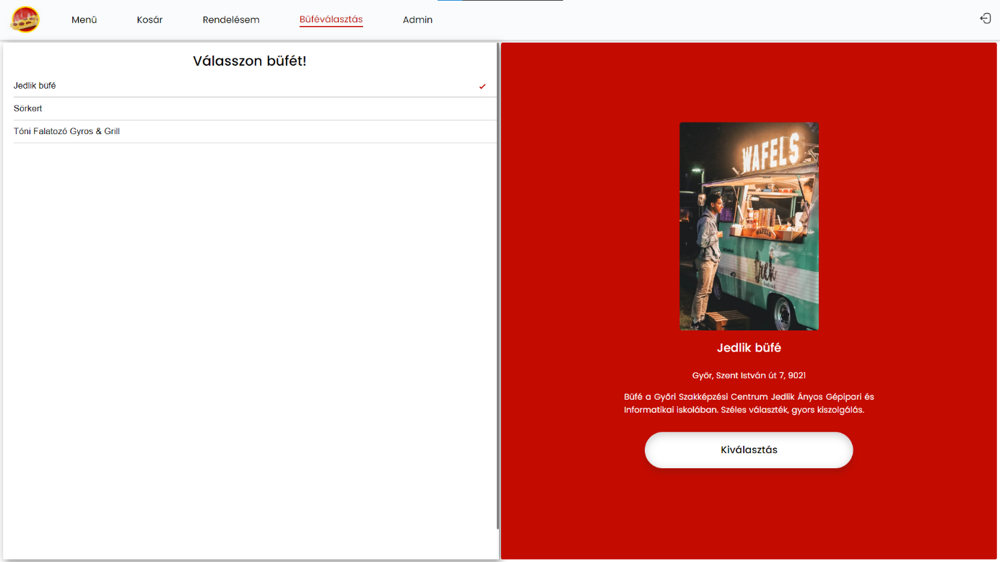 Menü
Kosár
Rendelésem
Büféválasztás
Admin
Válasszon büfét!
Jedlik büfé
Sörkert
Tóni Falatozó Gyros & Grill
WAFELS
WAFELS
Jedlik büfé
Győr, Szent István út 7, 9021
Büfé a Győri Szakképzési Centrum Jedlik Ányos Gépipari és
Informatikai iskolában. Széles választék, gyors kiszolgálás.
Kiválasztás